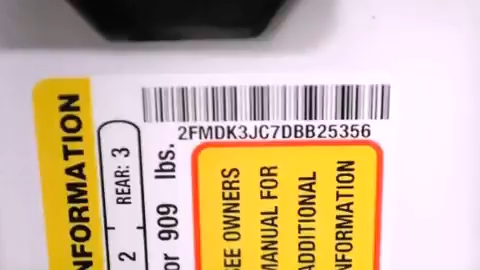 2FMDK3JC7DBB25356
INFORMATION
REAR: 3
2
or 909 lbs.
SEE OWNERS
MANUAL FOR
ADDITIONAL
INFORMATION